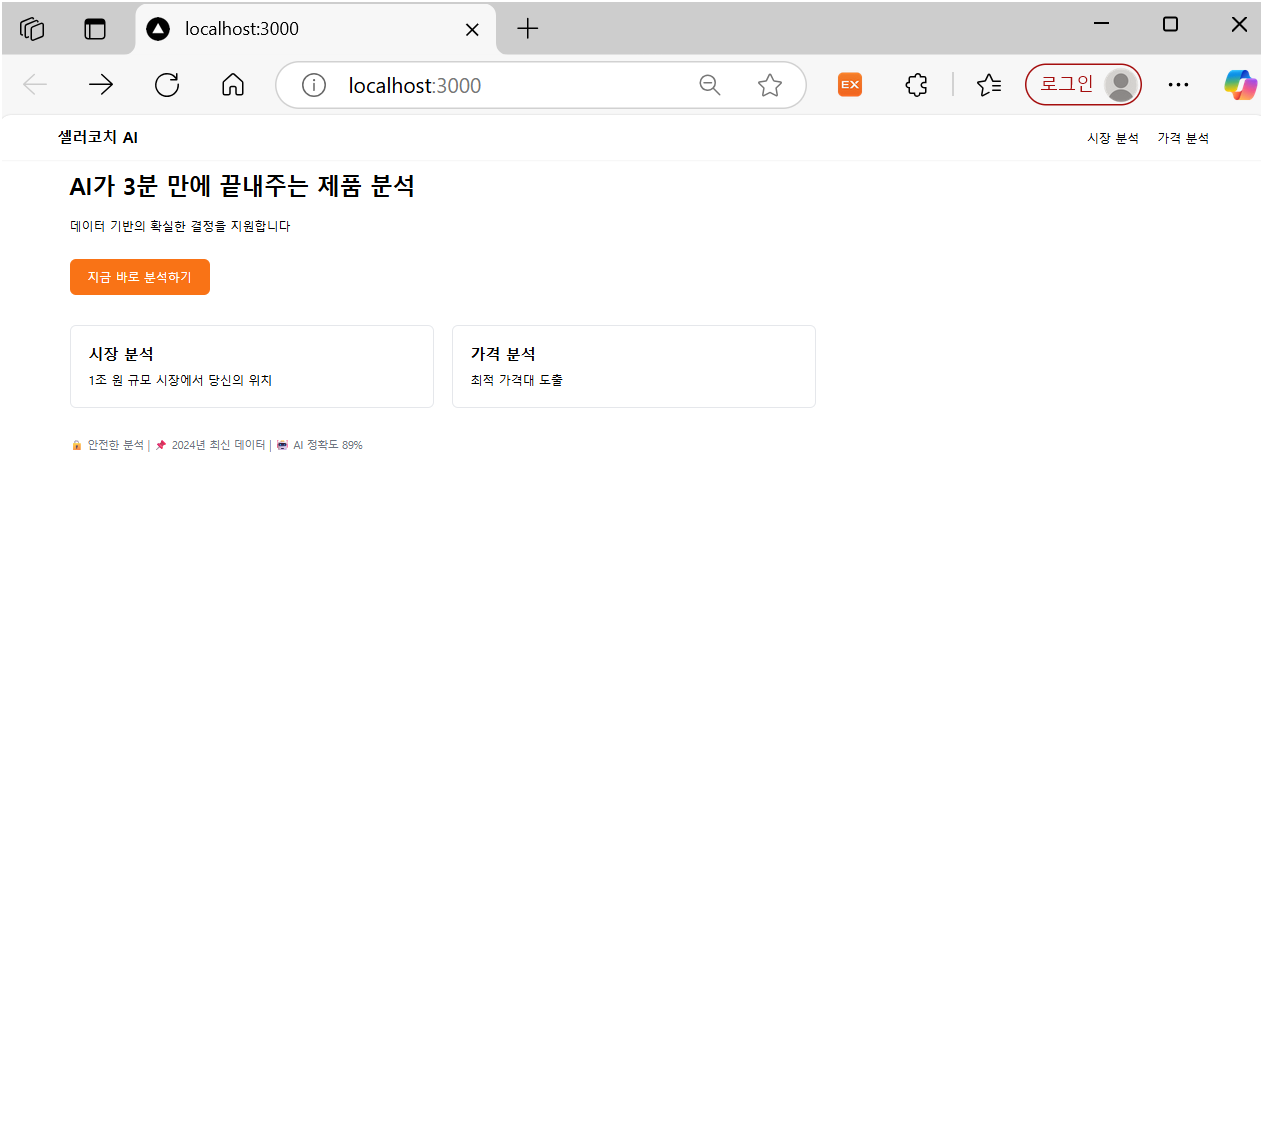 localhost:3000
localhost:3000
EX
로그인
셀러코치 AI
시장 분석 가격 분석
AI가 3분 만에 끝내주는 제품 분석
데이터 기반의 확실한 결정을 지원합니다
지금 바로 분석하기
시장 분석
1조 원 규모 시장에서 당신의 위치
가격 분석
최적 가격대 도출
🔒 안전한 분석 | 📌 2024년 최신 데이터 | 🤖 AI 정확도 89%